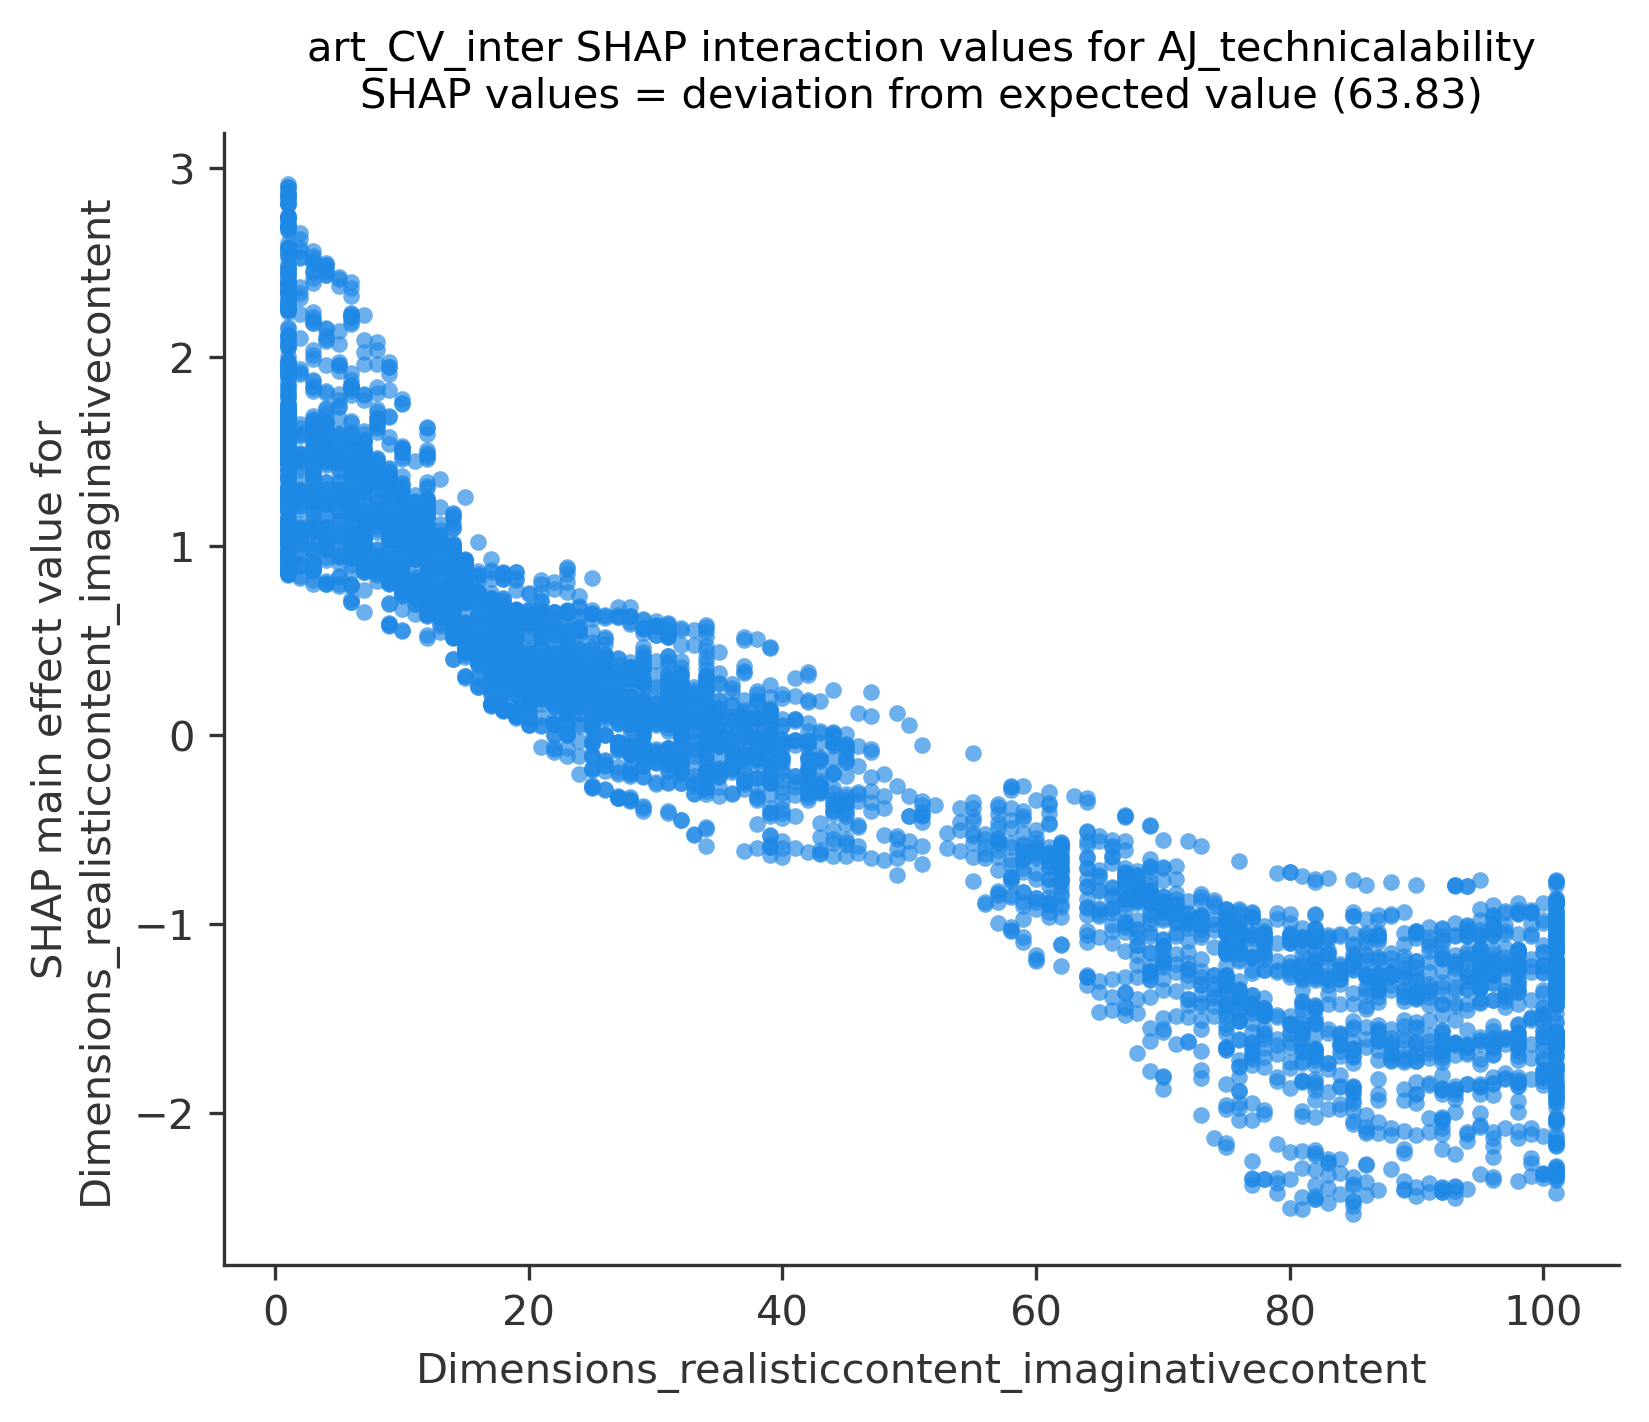 art_CV_inter SHAP interaction values for AJ_technicalability
SHAP values = deviation from expected value (63.83)
SHAP main effect value for
Dimensions_realisticcontent_imaginativecontent
3
2
1
0
−1
−2
0
20
40
60
80
100
Dimensions_realisticcontent_imaginativecontent